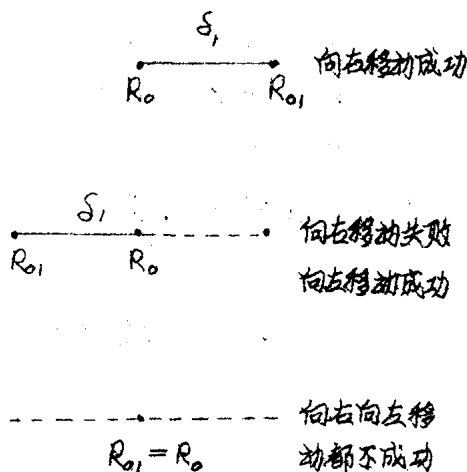 δ₁
R₀ R₀₁ 向右移动成功
δ₁
R₀₁ R₀ 向右移动失败
向左移动成功
向右向左移
R₀₁ = R₀ 动都不成功